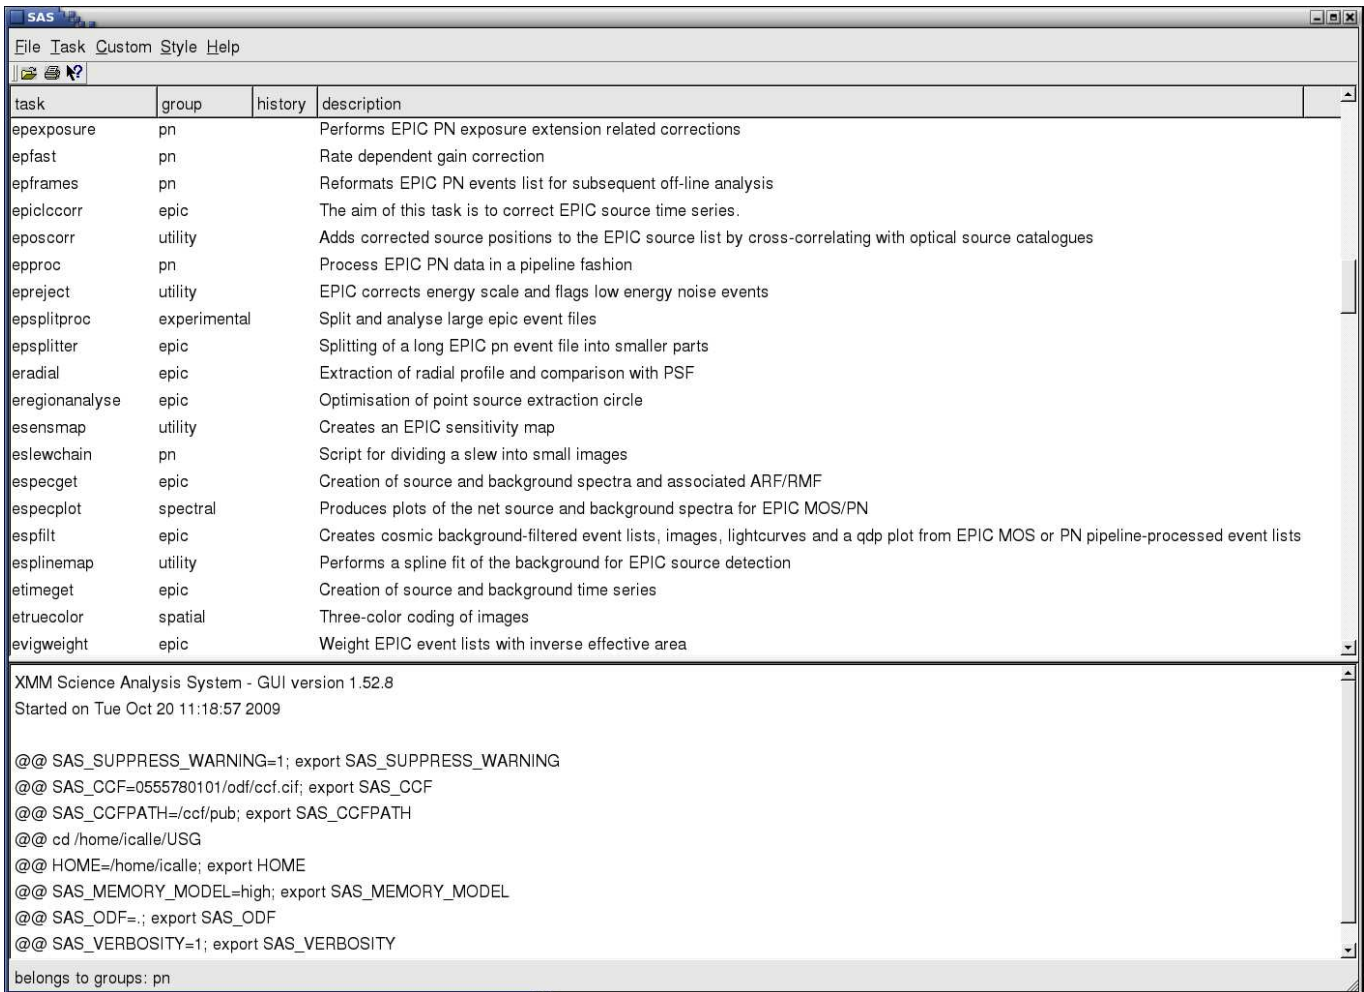 SAS
File Task Custom Style Help
task group history description
epexposure pn Performs EPIC PN exposure extension related corrections
epfast pn Rate dependent gain correction
epframes pn Reformats EPIC PN events list for subsequent off-line analysis
epiclccorr epic The aim of this task is to correct EPIC source time series.
eposcorr utility Adds corrected source positions to the EPIC source list by cross-correlating with optical source catalogues
epproc pn Process EPIC PN data in a pipeline fashion
epreject utility EPIC corrects energy scale and flags low energy noise events
epsplitproc experimental Split and analyse large epic event files
epsplitter epic Splitting of a long EPIC pn event file into smaller parts
eradial epic Extraction of radial profile and comparison with PSF
eregionanalyse epic Optimisation of point source extraction circle
esensmap utility Creates an EPIC sensitivity map
eslewchain pn Script for dividing a slew into small images
especget epic Creation of source and background spectra and associated ARF/RMF
especplot spectral Produces plots of the net source and background spectra for EPIC MOS/PN
espfilt epic Creates cosmic background-filtered event lists, images, lightcurves and a qdp plot from EPIC MOS or PN pipeline-processed event lists
esplinemap utility Performs a spline fit of the background for EPIC source detection
etimeget epic Creation of source and background time series
etruecolor spatial Three-color coding of images
evigweight epic Weight EPIC event lists with inverse effective area
XMM Science Analysis System - GUI version 1.52.8
Started on Tue Oct 20 11:18:57 2009
@@ SAS_SUPPRESS_WARNING=1; export SAS_SUPPRESS_WARNING
@@ SAS_CCF=0555780101/odf/ccf.cif; export SAS_CCF
@@ SAS_CCFPATH=/ccf/pub; export SAS_CCFPATH
@@ cd /home/icalle/USG
@@ HOME=/home/icalle; export HOME
@@ SAS_MEMORY_MODEL=high; export SAS_MEMORY_MODEL
@@ SAS_ODF=.; export SAS_ODF
@@ SAS_VERBOSITY=1; export SAS_VERBOSITY
belongs to groups: pn